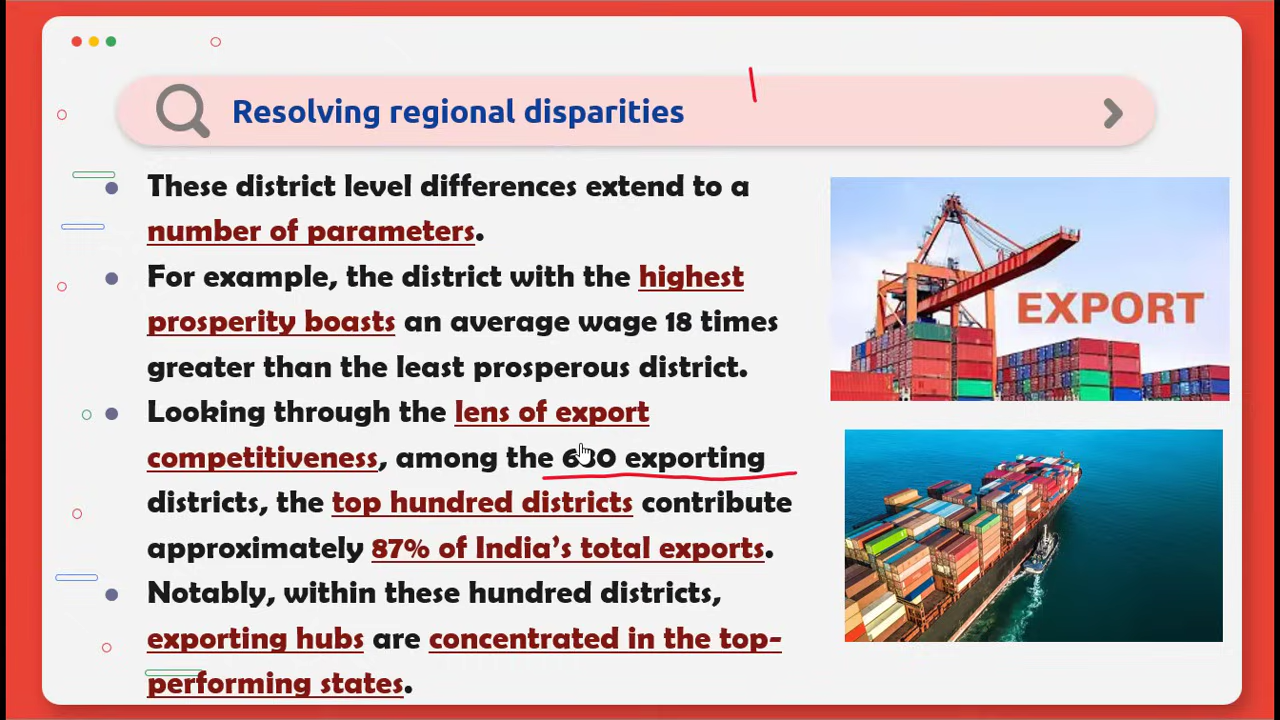 Resolving regional disparities
These district level differences extend to a
number of parameters.
For example, the district with the highest
prosperity boasts an average wage 18 times
greater than the least prosperous district.
Looking through the lens of export
competitiveness, among the exporting
districts, the top hundred districts contribute
approximately 87% of India's total exports.
Notably, within these hundred districts,
exporting hubs are concentrated in the top-
performing states.
EXPORT